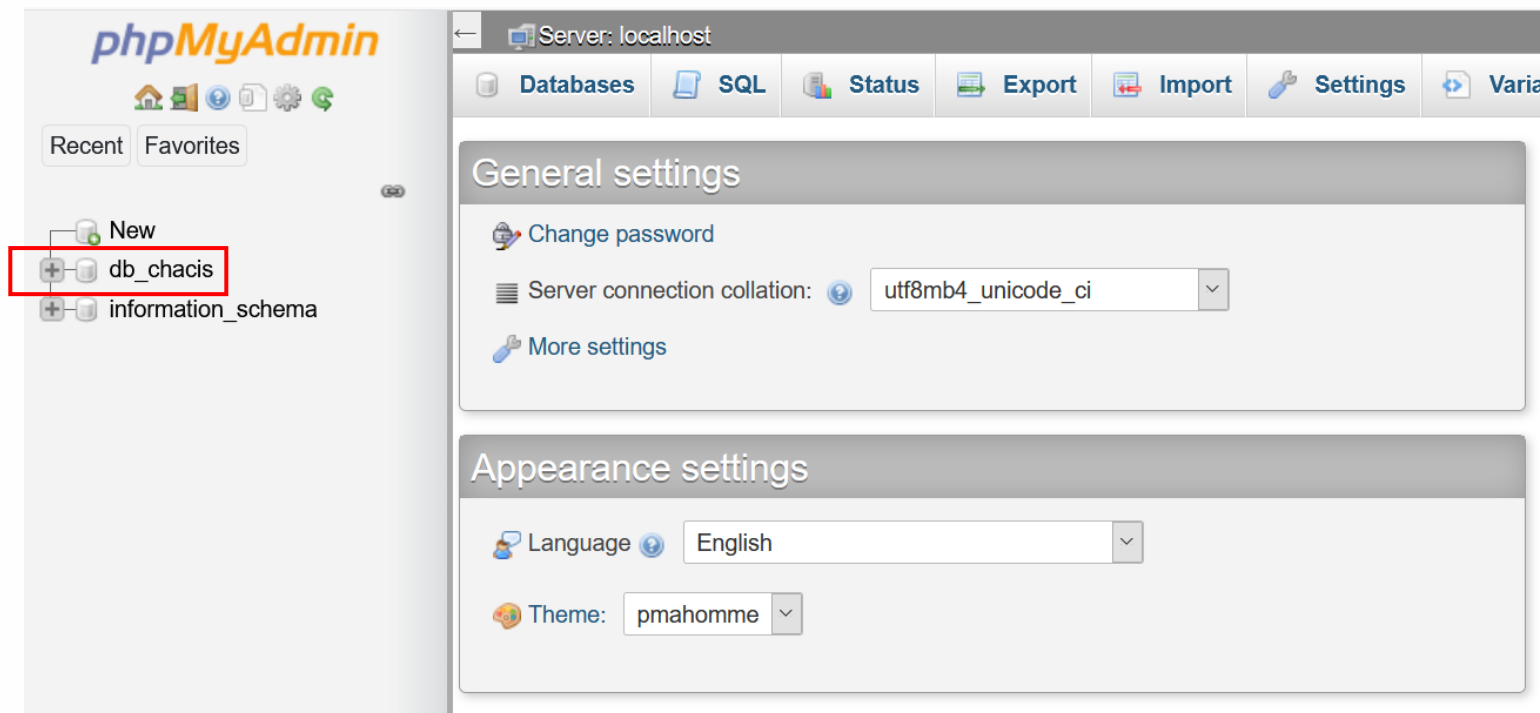 phpMyAdmin
Recent Favorites
New
db_chacis
information_schema
← Server: localhost
Databases SQL Status Export Import Settings
General settings
Change password
Server connection collation: utf8mb4_unicode_ci
More settings
Appearance settings
Language English
Theme: pmahomme